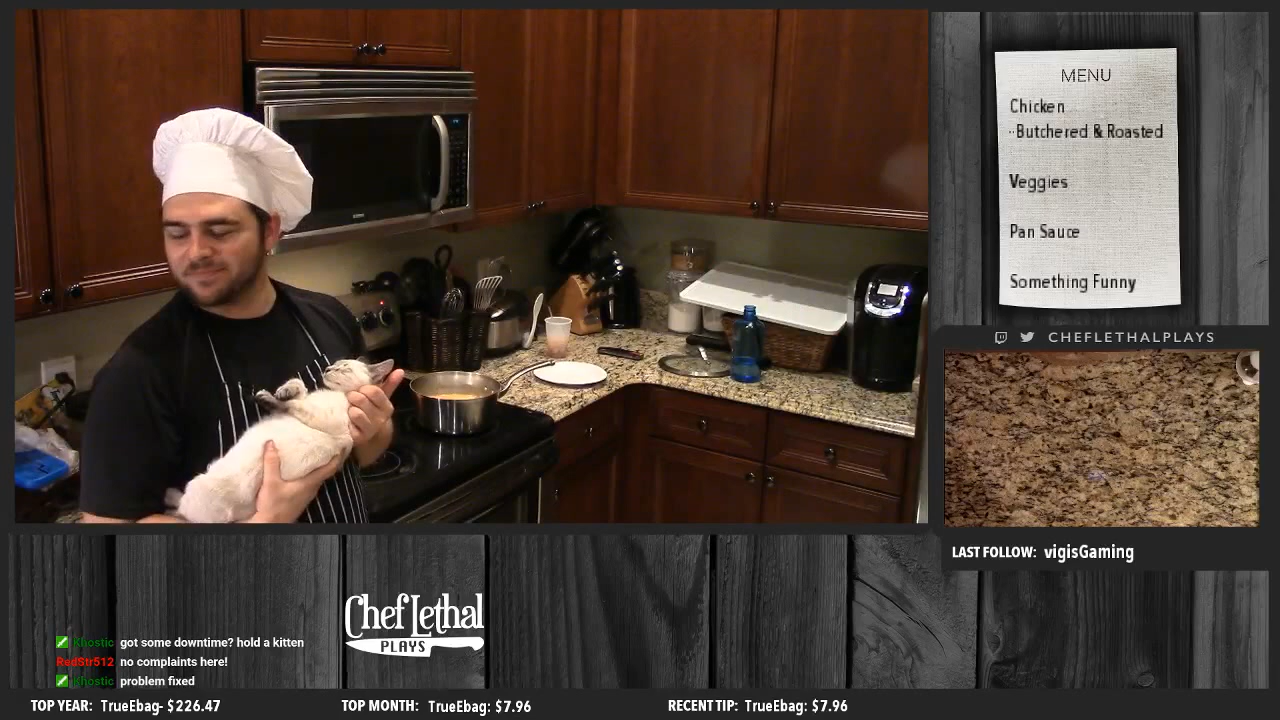 MENU
Chicken
-Butchered & Roasted
Veggies
Pan Sauce
Something Funny
CHEFLETHALPLAYS
LAST FOLLOW: vigisGaming
Chef Lethal
PLAYS
Khostic got some downtime? hold a kitten
RedStr512 no complaints here!
Khostic problem fixed
TOP YEAR: TrueEbag- $226.47
TOP MONTH: TrueEbag: $7.96
RECENT TIP: TrueEbag: $7.96